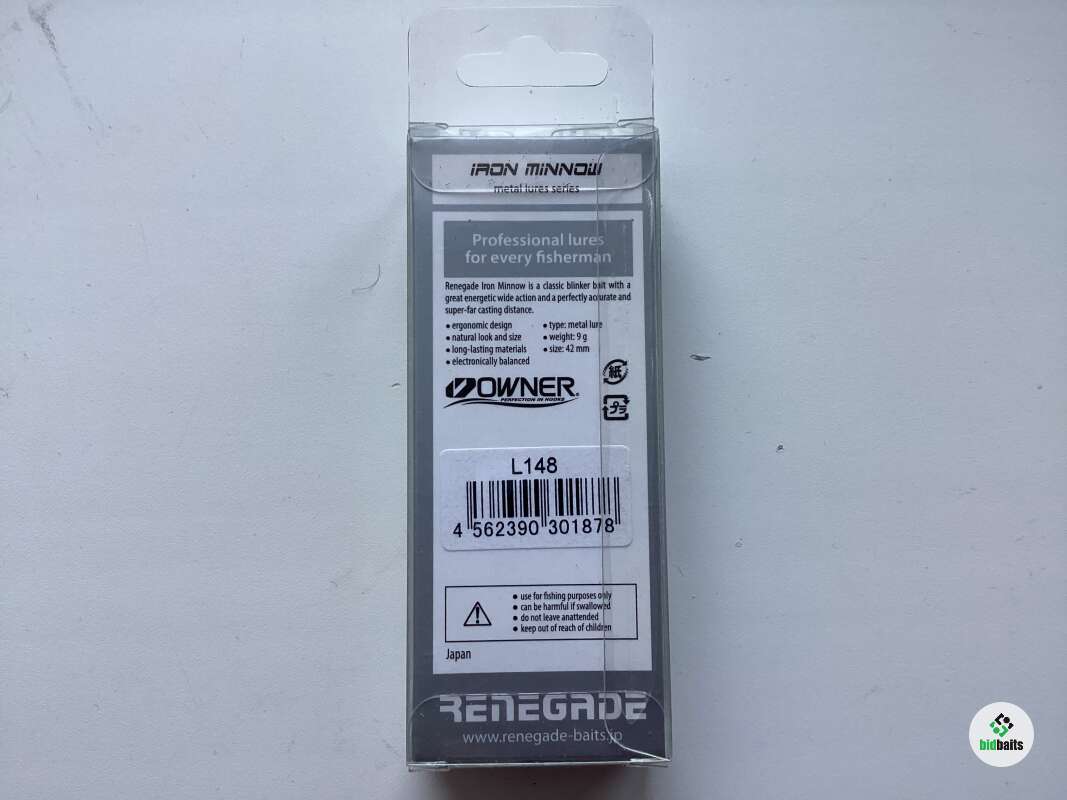 IRON MINNOW
metal lures series
Professional lures
for every fisherman
Renegade Iron Minnow is a classic blinker bait with a
great energetic wide action and a perfectly accurate and
super-far casting distance.
• ergonomic design
• natural look and size
• long-lasting materials
• electronically balanced
• type: metal lure
• weight: 9 g
• size: 42 mm
OWNER
PERFECTION IN HOOKS
紙
プラ
L148
4 562390 301878
• use for fishing purposes only
• can be harmful if swallowed
• do not leave anattended
• keep out of reach of children
Japan
RENEGADE
www.renegade-baits.jp
bidbaits